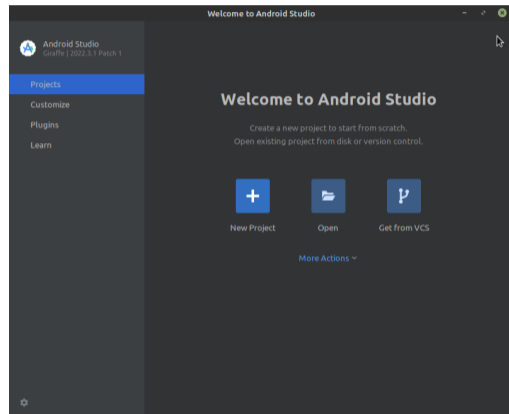 Welcome to Android Studio
Android Studio
Giraffe | 2022.3.1 Patch 1
Projects
Customize
Plugins
Learn
Welcome to Android Studio
Create a new project to start from scratch.
Open existing project from disk or version control.
New Project
Open
Get from VCS
More Actions